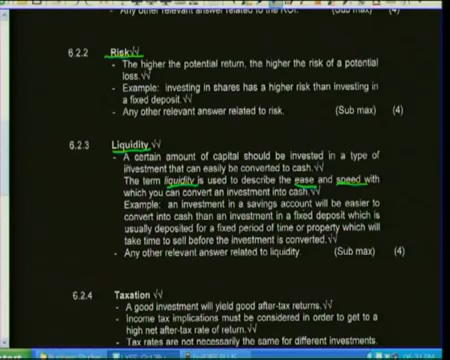 - Any other relevant answer related to the ROI. (Sub max) (4)
6.2.2 Risk√√
- The higher the potential return, the higher the risk of a potential
loss.√√
- Example: investing in shares has a higher risk than investing in
a fixed deposit.√√
- Any other relevant answer related to risk. (Sub max) (4)
6.2.3 Liquidity√√
- A certain amount of capital should be invested in a type of
investment that can easily be converted to cash.√√
- The term liquidity is used to describe the ease and speed with
which you can convert an investment into cash.√√
- Example: an investment in a savings account will be easier to
convert into cash than an investment in a fixed deposit which is
usually deposited for a fixed period of time or property which will
take time to sell before the investment is converted.√√
- Any other relevant answer related to liquidity. (Sub max) (4)
6.2.4 Taxation √√
- A good investment will yield good after-tax returns.√√
- Income tax implications must be considered in order to get to a
high net after-tax rate of return.√√
- Tax rates are not necessarily the same for different investments.